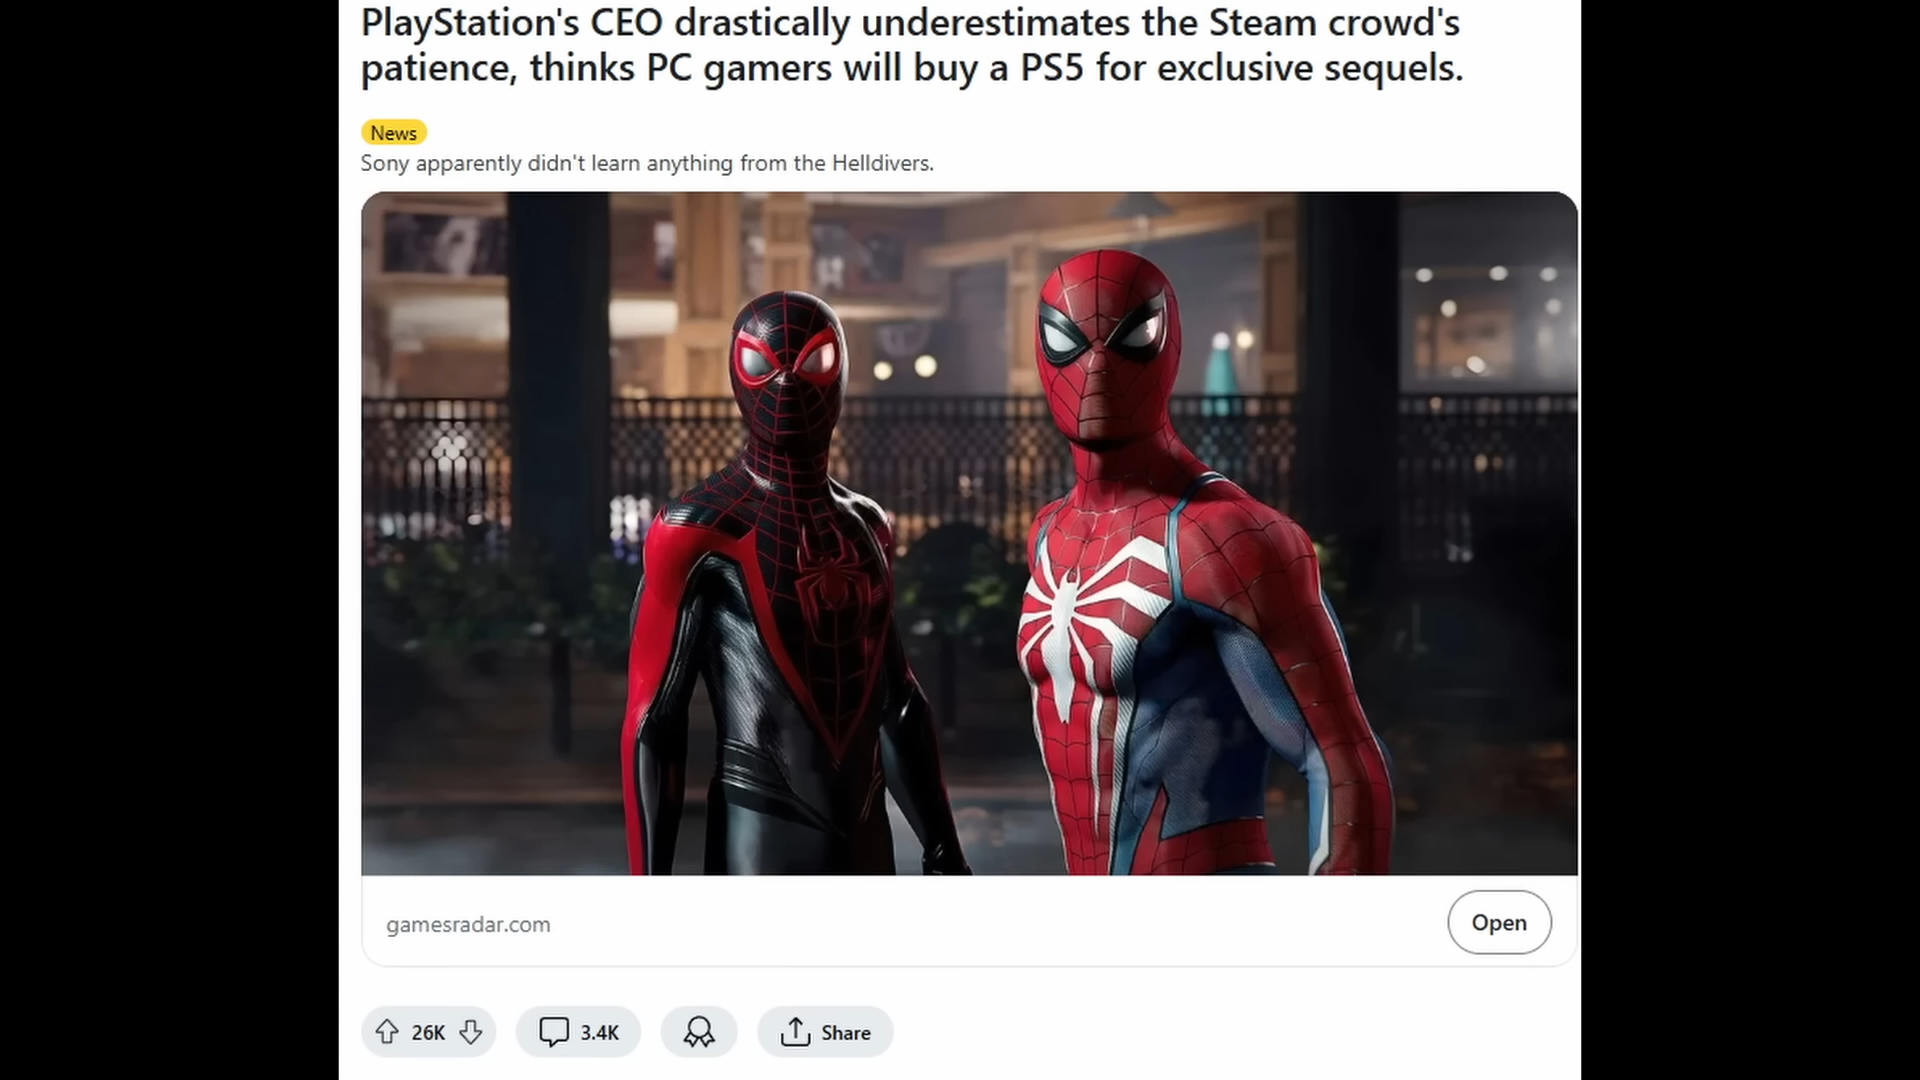 PlayStation's CEO drastically underestimates the Steam crowd's
patience, thinks PC gamers will buy a PS5 for exclusive sequels.
News
Sony apparently didn't learn anything from the Helldivers.
gamesradar.com
Open
26K
3.4K
Share